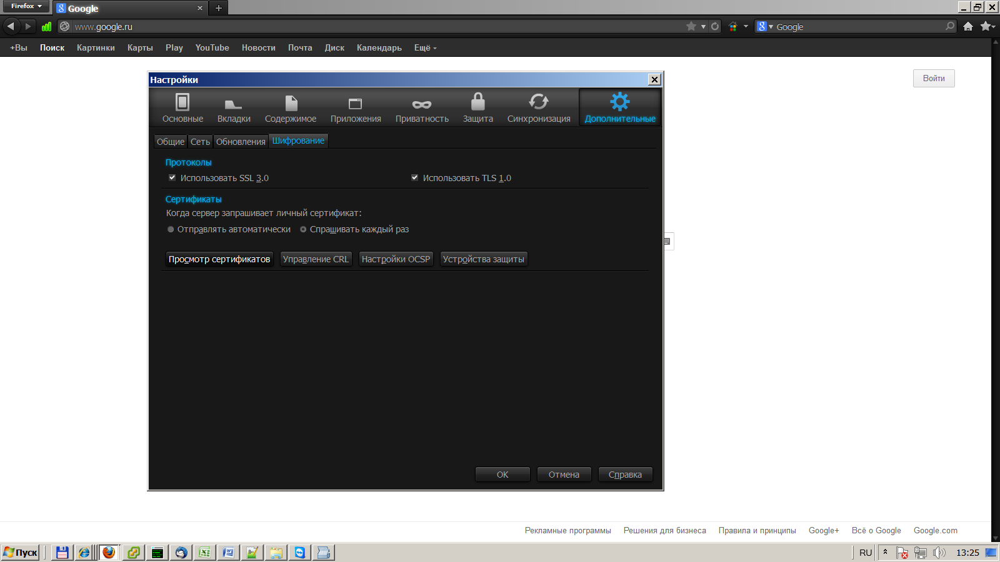 Firefox
Google
www.google.ru
Google
+Вы Поиск Картинки Карты Play YouTube Новости Почта Диск Календарь Ещё
Войти
Настройки
Основные Вкладки Содержимое Приложения Приватность Защита Синхронизация Дополнительные
Общие Сеть Обновления Шифрование
Протоколы
Использовать SSL 3.0 Использовать TLS 1.0
Сертификаты
Когда сервер запрашивает личный сертификат:
Отправлять автоматически Спрашивать каждый раз
Просмотр сертификатов Управление CRL Настройки OCSP Устройства защиты
OK Отмена Справка
Рекламные программы Решения для бизнеса Правила и принципы Google+ Всё о Google Google.com
Пуск RU 13:25